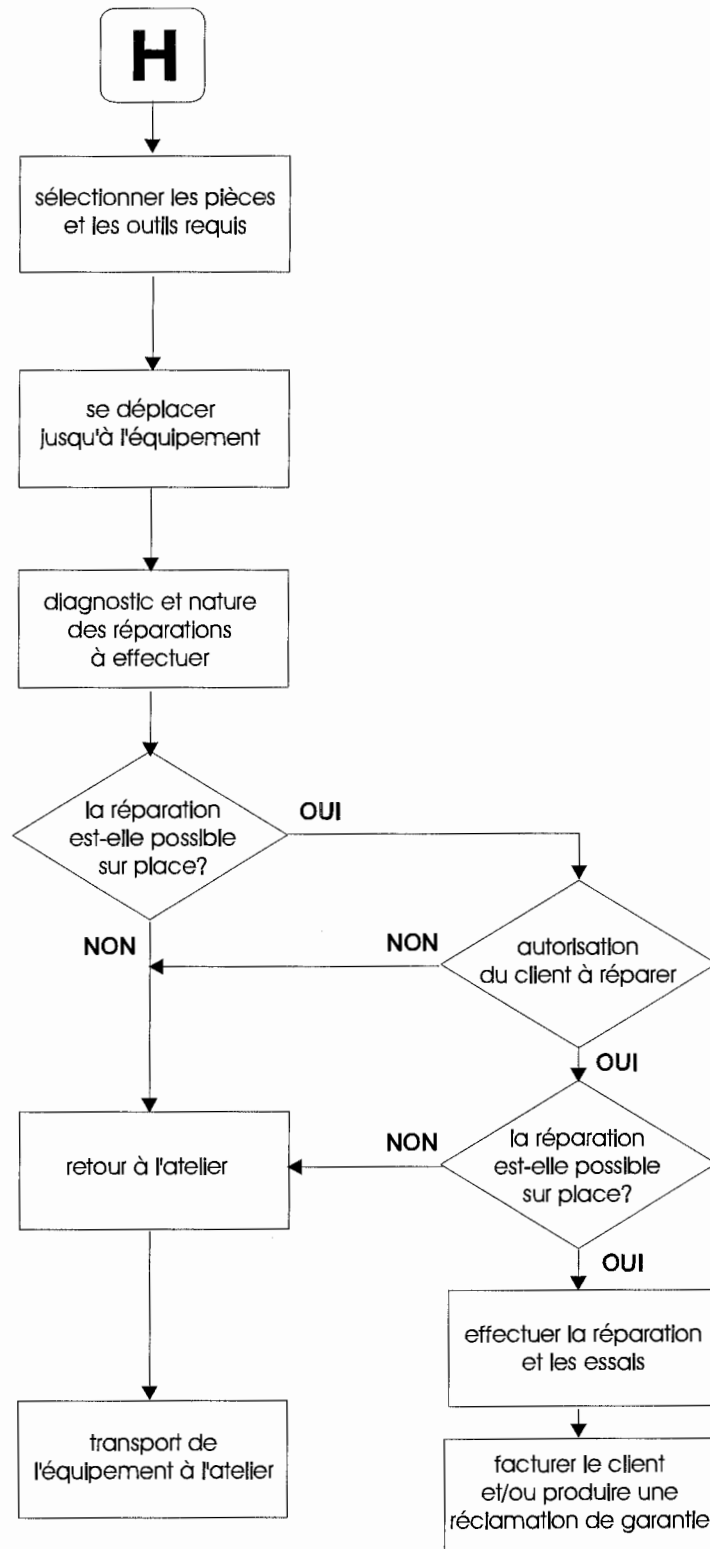 H
sélectionner les pièces
et les outils requis
se déplacer
jusqu'à l'équipement
diagnostic et nature
des réparations
à effectuer
la réparation
est-elle possible
sur place?
OUI
NON
NON
autorisation
du client à réparer
OUI
retour à l'atelier
NON
la réparation
est-elle possible
sur place?
OUI
effectuer la réparation
et les essais
transport de
l'équipement à l'atelier
facturer le client
et/ou produire une
réclamation de garantie